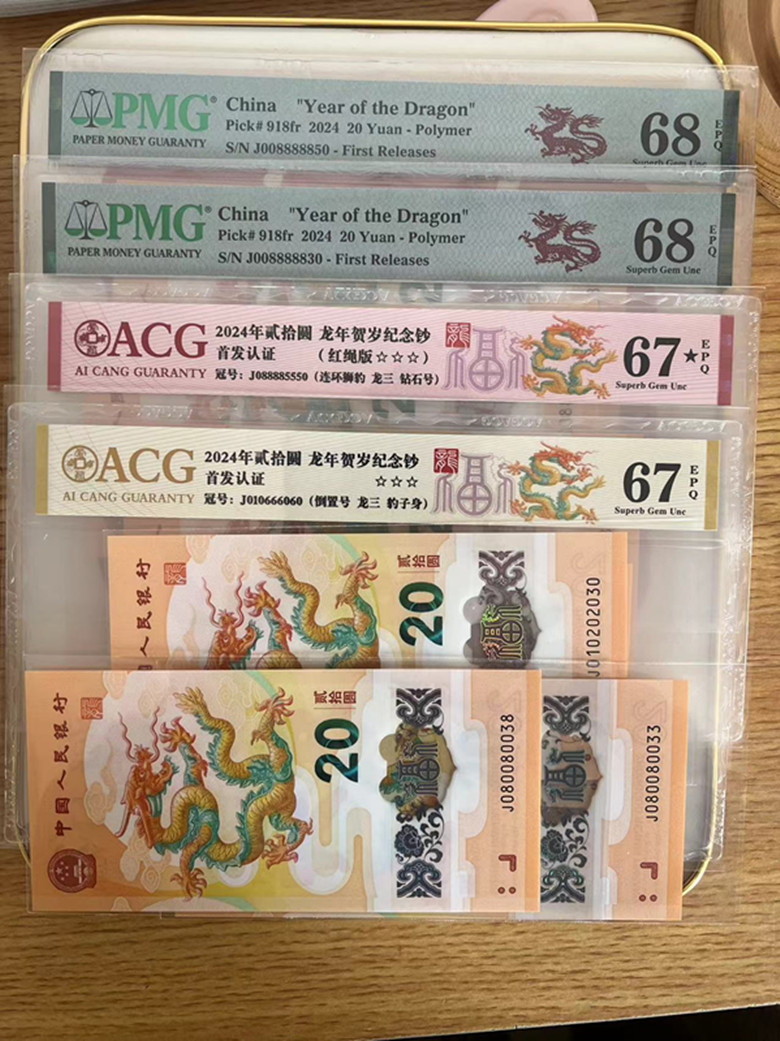 PMG®
PAPER MONEY GUARANTY
China "Year of the Dragon"
Pick# 918fr 2024 20 Yuan - Polymer
S/N J008888850 - First Releases
68
EPQ
Superb Gem Unc
PMG®
PAPER MONEY GUARANTY
China "Year of the Dragon"
Pick# 918fr 2024 20 Yuan - Polymer
S/N J008888830 - First Releases
68
EPQ
Superb Gem Unc
ACG
AI CANG GUARANTY
2024年贰拾圆 龙年贺岁纪念钞
首发认证 (红绳版☆☆☆)
冠号: J088885550 (连环狮豹 龙三 钻石号)
龍
67★
EPQ
Superb Gem Unc
ACG
AI CANG GUARANTY
2024年贰拾圆 龙年贺岁纪念钞
首发认证 ☆☆☆
冠号: J010666060 (倒置号 龙三 豹子身)
龍
67
EPQ
Superb Gem Unc
国人民银行
贰拾圆
20
J010202030
中国人民银行
贰拾圆
20
J080080038
J080080033